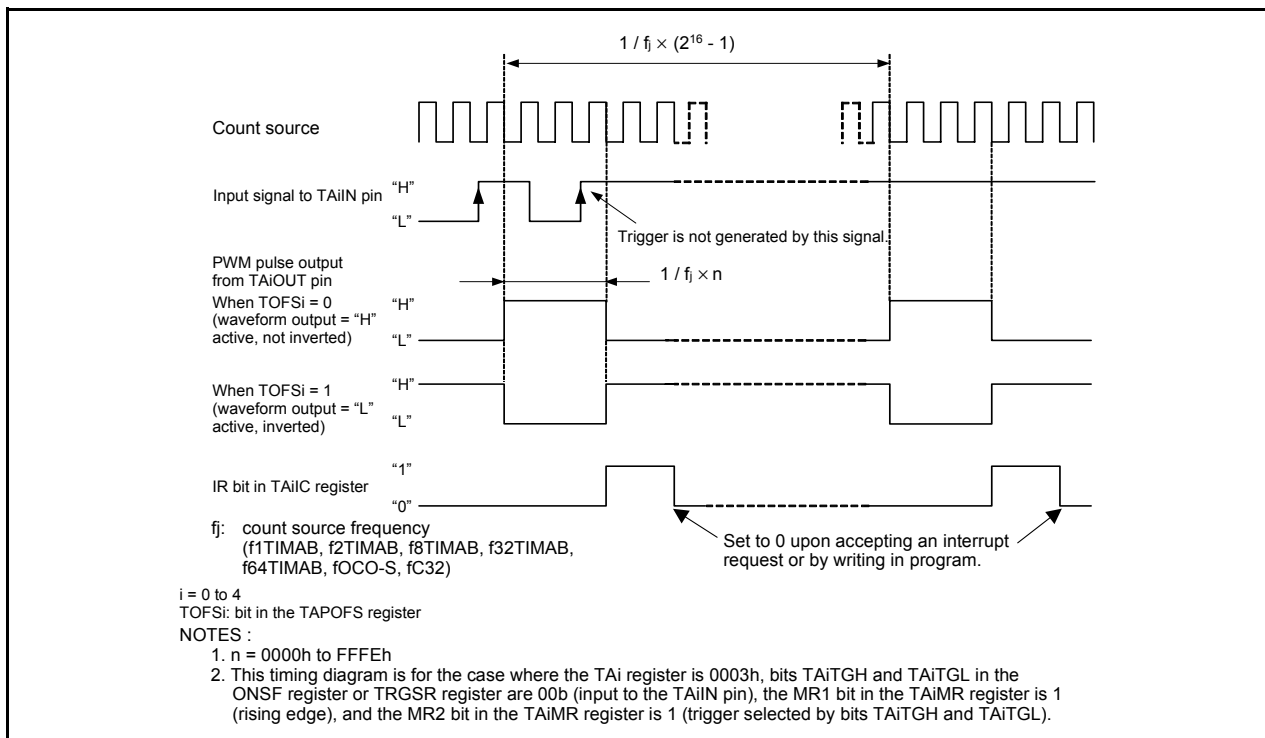 1 / fj × (2¹⁶ - 1)
Count source
Input signal to TAiIN pin
“H”
“L”
Trigger is not generated by this signal.
PWM pulse output
from TAiOUT pin
1 / fj × n
When TOFSi = 0
(waveform output = “H”
active, not inverted)
“H”
“L”
When TOFSi = 1
(waveform output = “L”
active, inverted)
“H”
“L”
IR bit in TAiIC register
“1”
“0”
fj: count source frequency
(f1TIMAB, f2TIMAB, f8TIMAB, f32TIMAB,
f64TIMAB, fOCO-S, fC32)
Set to 0 upon accepting an interrupt
request or by writing in program.
i = 0 to 4
TOFSi: bit in the TAPOFS register
NOTES :
1. n = 0000h to FFFEh
2. This timing diagram is for the case where the TAi register is 0003h, bits TAiTGH and TAiTGL in the
ONSF register or TRGSR register are 00b (input to the TAiIN pin), the MR1 bit in the TAiMR register is 1
(rising edge), and the MR2 bit in the TAiMR register is 1 (trigger selected by bits TAiTGH and TAiTGL).